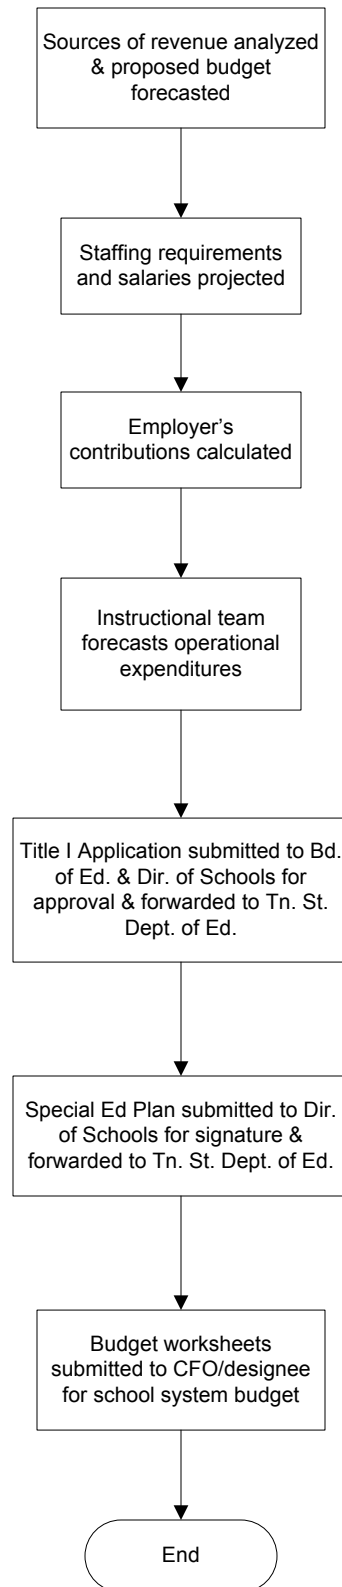 Sources of revenue analyzed
& proposed budget
forecasted
Staffing requirements
and salaries projected
Employer’s
contributions calculated
Instructional team
forecasts operational
expenditures
Title I Application submitted to Bd.
of Ed. & Dir. of Schools for
approval & forwarded to Tn. St.
Dept. of Ed.
Special Ed Plan submitted to Dir.
of Schools for signature &
forwarded to Tn. St. Dept. of Ed.
Budget worksheets
submitted to CFO/designee
for school system budget
End